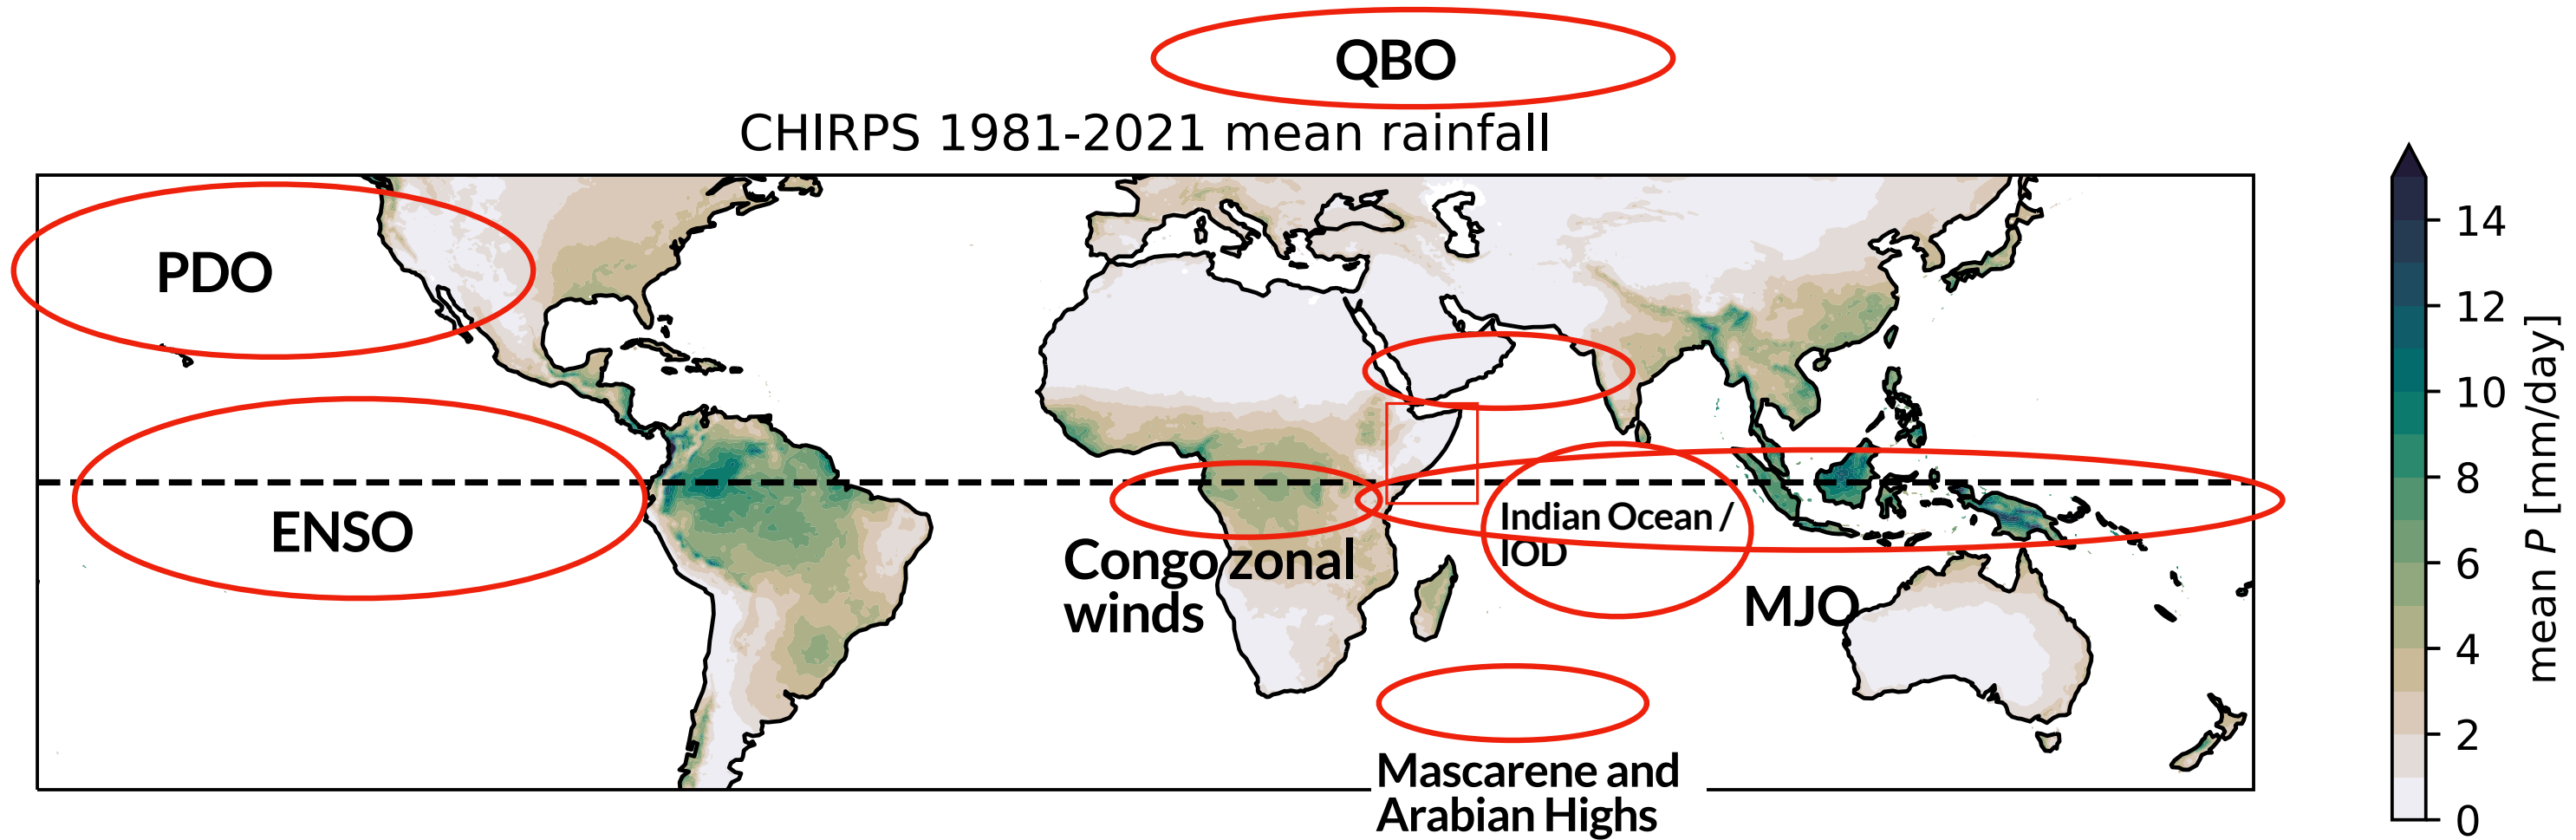 QBO
CHIRPS 1981-2021 mean rainfall
PDO
ENSO
Congo zonal
winds
Indian Ocean /
IOD
MJO
Mascarene and
Arabian Highs
14
12
10
8
6
4
2
0
mean P [mm/day]